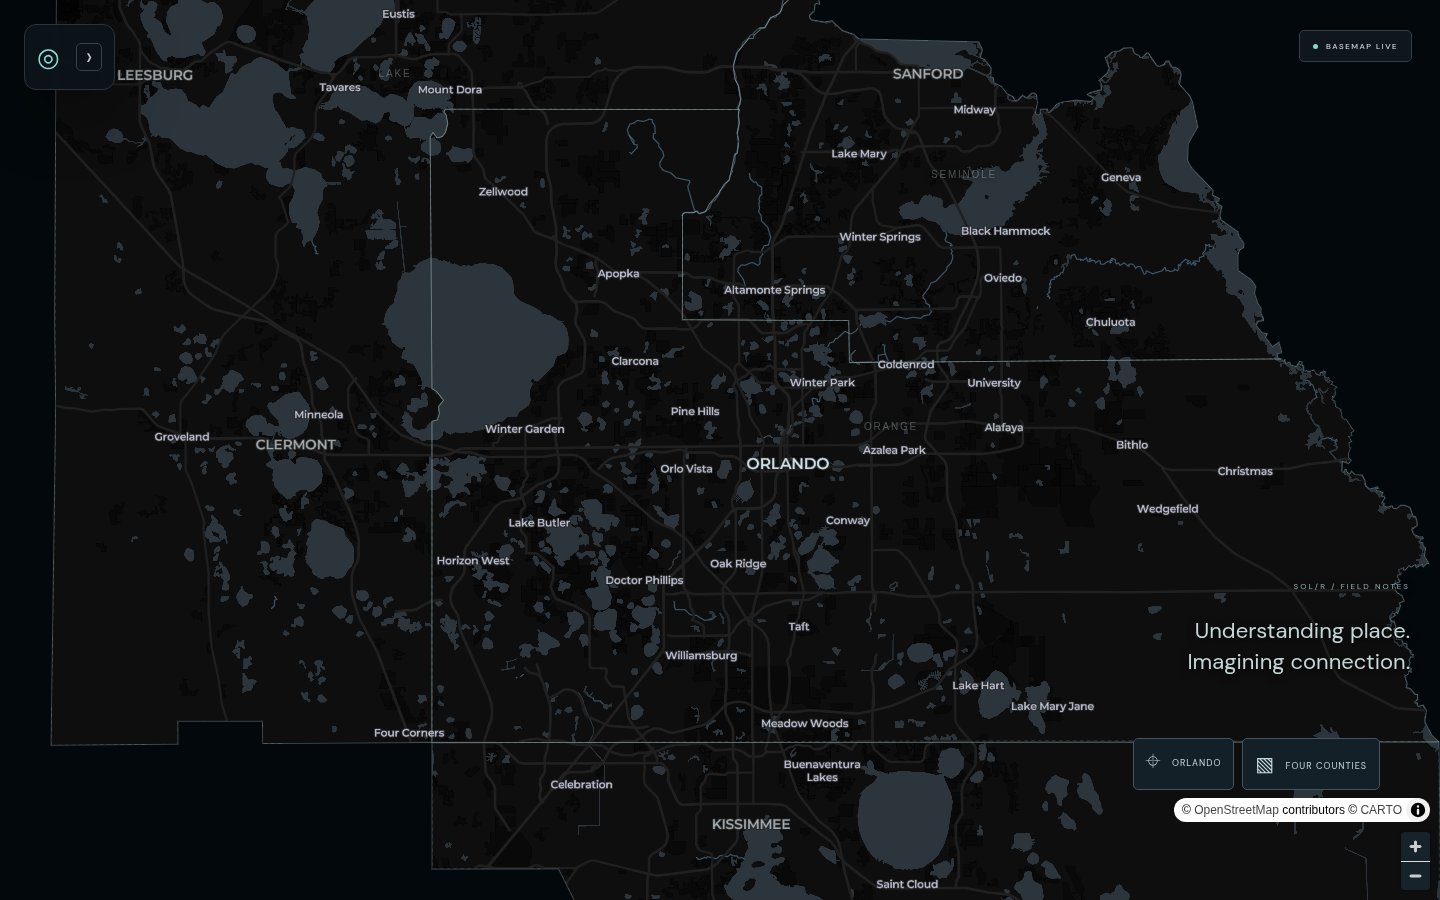 Eustis
LEESBURG
LAKE
Tavares
Mount Dora
SANFORD
BASEMAP LIVE
Midway
Lake Mary
SEMINOLE
Geneva
Zellwood
Winter Springs
Black Hammock
Apopka
Altamonte Springs
Oviedo
Chuluota
Clarcona
Goldenrod
Winter Park
University
Minneola
Pine Hills
Groveland
CLERMONT
Winter Garden
ORANGE
Alafaya
Azalea Park
Bithlo
ORLANDO
Orlo Vista
Christmas
Wedgefield
Lake Butler
Conway
Horizon West
Oak Ridge
Doctor Phillips
SOL/R / FIELD NOTES
Taft
Understanding place.
Imagining connection.
Williamsburg
Lake Hart
Lake Mary Jane
Meadow Woods
Four Corners
Buenaventura
Lakes
ORLANDO
FOUR COUNTIES
Celebration
© OpenStreetMap contributors © CARTO
KISSIMMEE
Saint Cloud